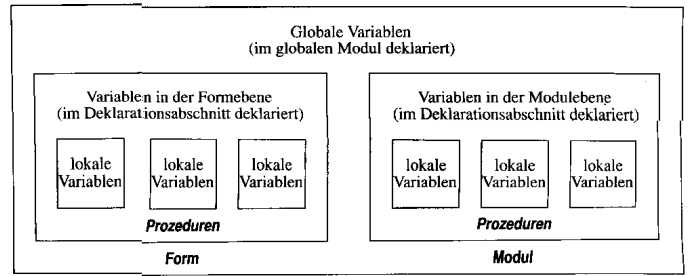 Globale Variablen
(im globalen Modul deklariert)
Variablen in der Formebene
(im Deklarationsabschnitt deklariert)
lokale
Variablen
lokale
Variablen
lokale
Variablen
Prozeduren
Form
Variablen in der Modulebene
(im Deklarationsabschnitt deklariert)
lokale
Variablen
lokale
Variablen
lokale
Variablen
Prozeduren
Modul